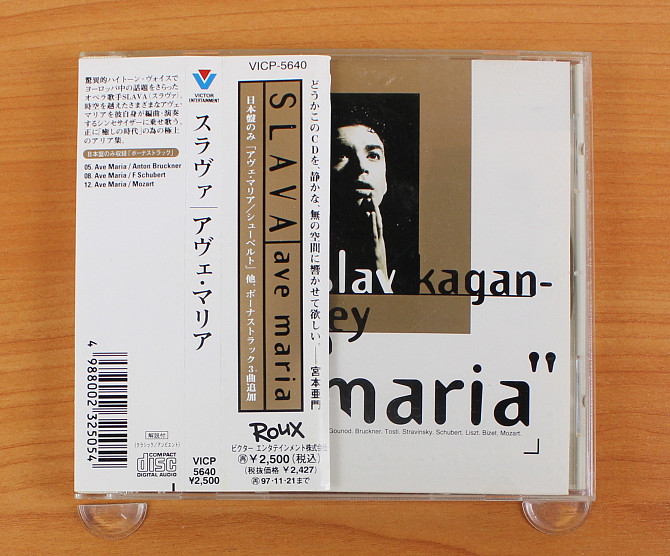 驚異的ハイトーン・ヴォイスで
ヨーロッパ中の話題をさらった
オペラ歌手SLAVA(スラヴァ)。
時空を越えたさまざまなアヴェ・
マリアを彼自身が編曲・演奏
するシンセサイザーに乗せ歌う、
正に「癒しの時代」の為の極上
のアリア集。
日本盤のみ収録「ボーナストラック」
05. Ave Maria / Anton Bruckner
08. Ave Maria / F Schubert
12. Ave Maria / Mozart
4 988002 325054
解説付
(クラシック/アンビエント)
COMPACT
disc
DIGITAL AUDIO
VICTOR
ENTERTAINMENT
スラヴァ アヴェ・マリア
VICP
5640
¥2,500
VICP-5640
どうかこのCDを、静かな、無の空間に響かせて欲しい。——宮本亜門
SLAVA ave maria
日本盤のみ「アヴェ・マリア/シューベルト」他、ボーナストラック3曲追加
ROUX
ビクター エンタテインメント株式会社
¥2,500(税込)
(税抜価格 ¥2,427)
97・11・21まで
slav kagan-
ey
maria"
Gounod. Bruckner. Tosti. Stravinsky. Schubert. Liszt. Bizet. Mozart.